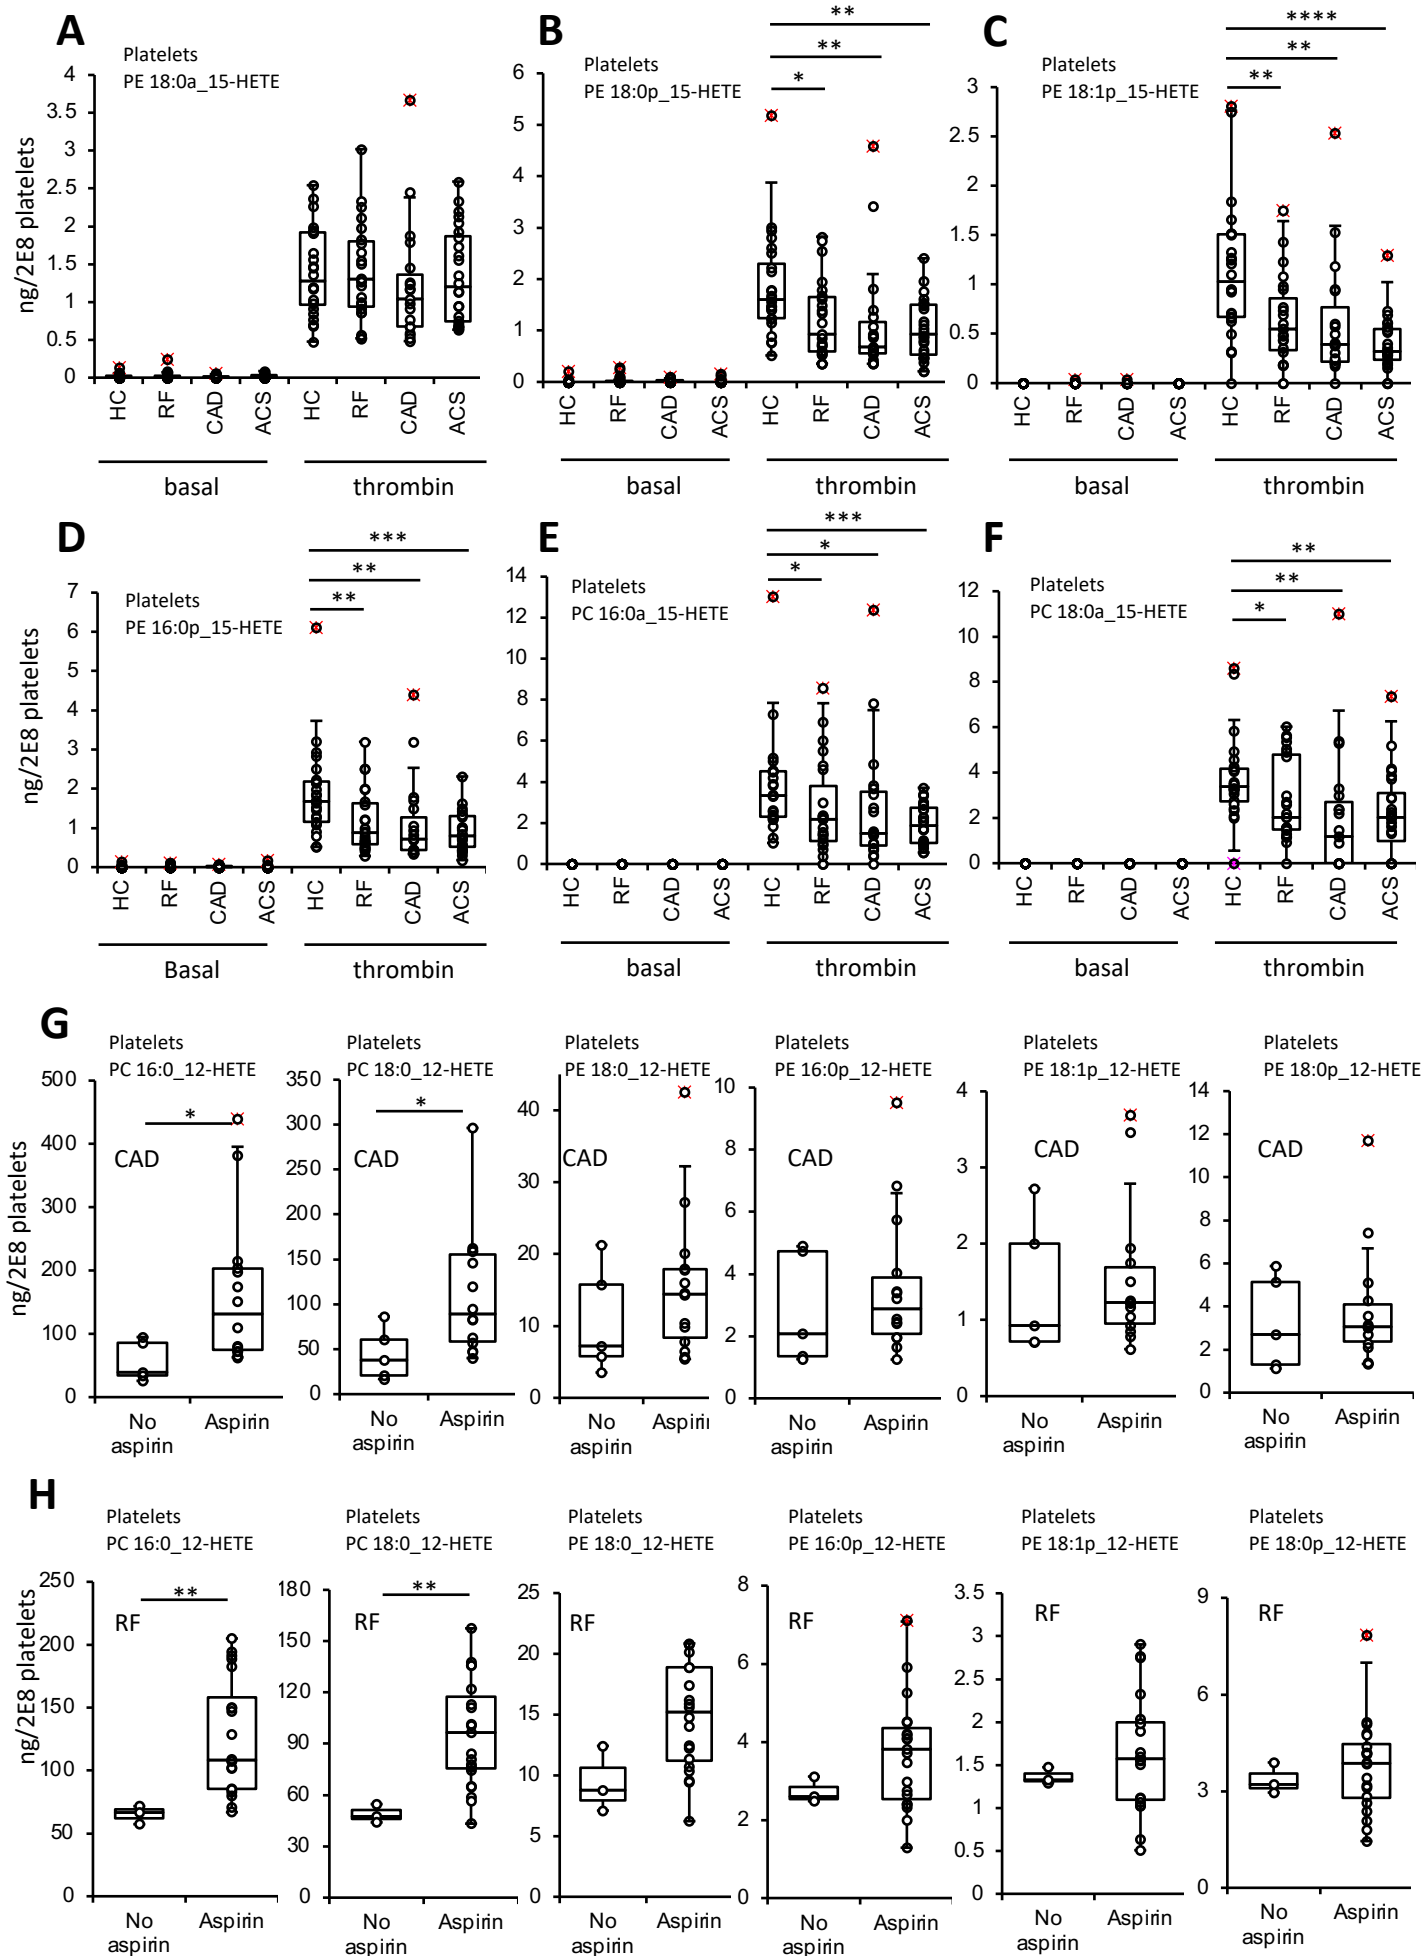 A
Platelets
PE 18:0a_15-HETE
ng/2E8 platelets
4
3.5
3
2.5
2
1.5
1
0.5
0
HC
RF
CAD
ACS
HC
RF
CAD
ACS
basal
thrombin
B
Platelets
PE 18:0p_15-HETE
**
**
*
6
5
4
3
2
1
0
HC
RF
CAD
ACS
HC
RF
CAD
ACS
basal
thrombin
C
Platelets
PE 18:1p_15-HETE
****
**
**
3
2.5
2
1.5
1
0.5
0
HC
RF
CAD
ACS
HC
RF
CAD
ACS
basal
thrombin
D
Platelets
PE 16:0p_15-HETE
***
**
**
ng/2E8 platelets
7
6
5
4
3
2
1
0
HC
RF
CAD
ACS
HC
RF
CAD
ACS
Basal
thrombin
E
Platelets
PC 16:0a_15-HETE
***
*
*
14
12
10
8
6
4
2
0
HC
RF
CAD
ACS
HC
RF
CAD
ACS
basal
thrombin
F
Platelets
PC 18:0a_15-HETE
**
**
*
12
10
8
6
4
2
0
HC
RF
CAD
ACS
HC
RF
CAD
ACS
basal
thrombin
G
Platelets
PC 16:0_12-HETE
ng/2E8 platelets
500
400
300
200
100
0
*
CAD
No
aspirin
Aspirin
Platelets
PC 18:0_12-HETE
350
300
250
200
150
100
50
0
*
CAD
No
aspirin
Aspirin
Platelets
PE 18:0_12-HETE
40
30
20
10
0
CAD
No
aspirin
Aspirin
Platelets
PE 16:0p_12-HETE
10
8
6
4
2
0
CAD
No
aspirin
Aspirin
Platelets
PE 18:1p_12-HETE
4
3
2
1
0
CAD
No
aspirin
Aspirin
Platelets
PE 18:0p_12-HETE
14
12
10
8
6
4
2
0
CAD
No
aspirin
Aspirin
H
Platelets
PC 16:0_12-HETE
ng/2E8 platelets
250
200
150
100
50
0
**
RF
No
aspirin
Aspirin
Platelets
PC 18:0_12-HETE
180
150
120
90
60
30
0
**
RF
No
aspirin
Aspirin
Platelets
PE 18:0_12-HETE
25
20
15
10
5
0
RF
No
aspirin
Aspirin
Platelets
PE 16:0p_12-HETE
8
6
4
2
0
RF
No
aspirin
Aspirin
Platelets
PE 18:1p_12-HETE
3.5
3
2.5
2
1.5
1
0.5
0
RF
No
aspirin
Aspirin
Platelets
PE 18:0p_12-HETE
9
6
3
0
RF
No
aspirin
Aspirin